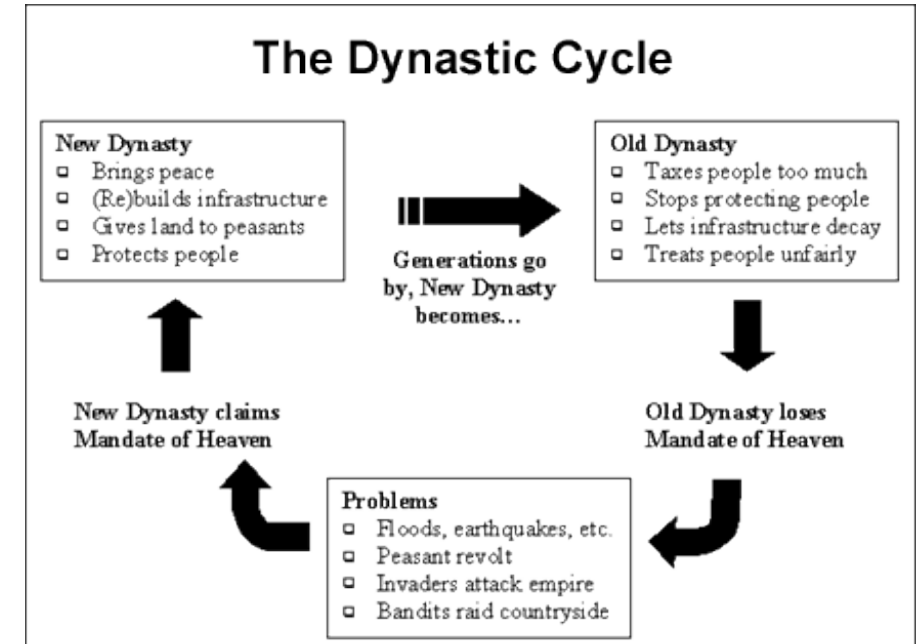 The Dynastic Cycle
New Dynasty
Brings peace
(Re)builds infrastructure
Gives land to peasants
Protects people
Generations go
by, New Dynasty
becomes...
Old Dynasty
Taxes people too much
Stops protecting people
Lets infrastructure decay
Treats people unfairly
Old Dynasty loses
Mandate of Heaven
Problems
Floods, earthquakes, etc.
Peasant revolt
Invaders attack empire
Bandits raid countryside
New Dynasty claims
Mandate of Heaven